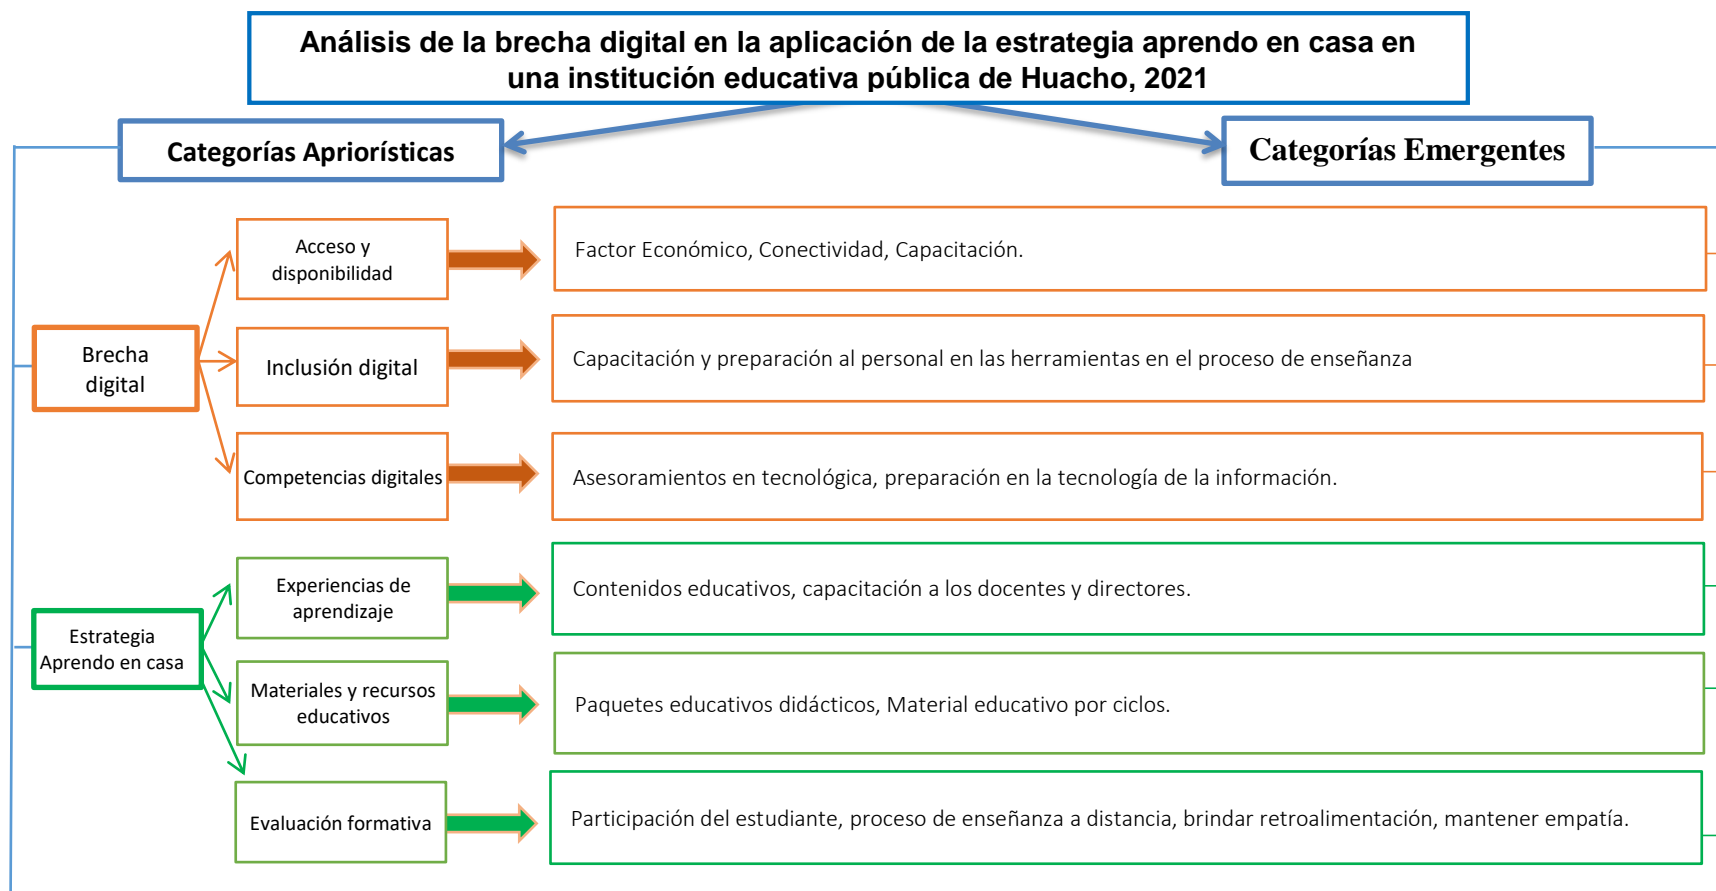 Análisis de la brecha digital en la aplicación de la estrategia aprendo en casa en
una institución educativa pública de Huacho, 2021
Categorías Apriorísticas
Categorías Emergentes
Brecha
digital
Acceso y
disponibilidad
Factor Económico, Conectividad, Capacitación.
Inclusión digital
Capacitación y preparación al personal en las herramientas en el proceso de enseñanza
Competencias digitales
Asesoramientos en tecnológica, preparación en la tecnología de la información.
Estrategia
Aprendo en casa
Experiencias de
aprendizaje
Contenidos educativos, capacitación a los docentes y directores.
Materiales y recursos
educativos
Paquetes educativos didácticos, Material educativo por ciclos.
Evaluación formativa
Participación del estudiante, proceso de enseñanza a distancia, brindar retroalimentación, mantener empatía.